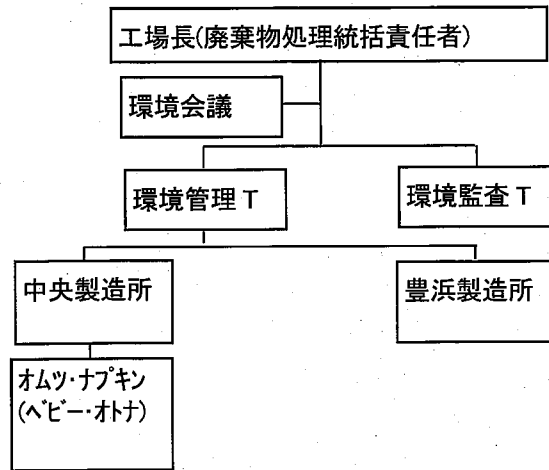 工場長(廃棄物処理統括責任者)
環境会議
環境管理T
環境監査T
中央製造所
豊浜製造所
オムツ・ナプキン
(ベビー・オトナ)